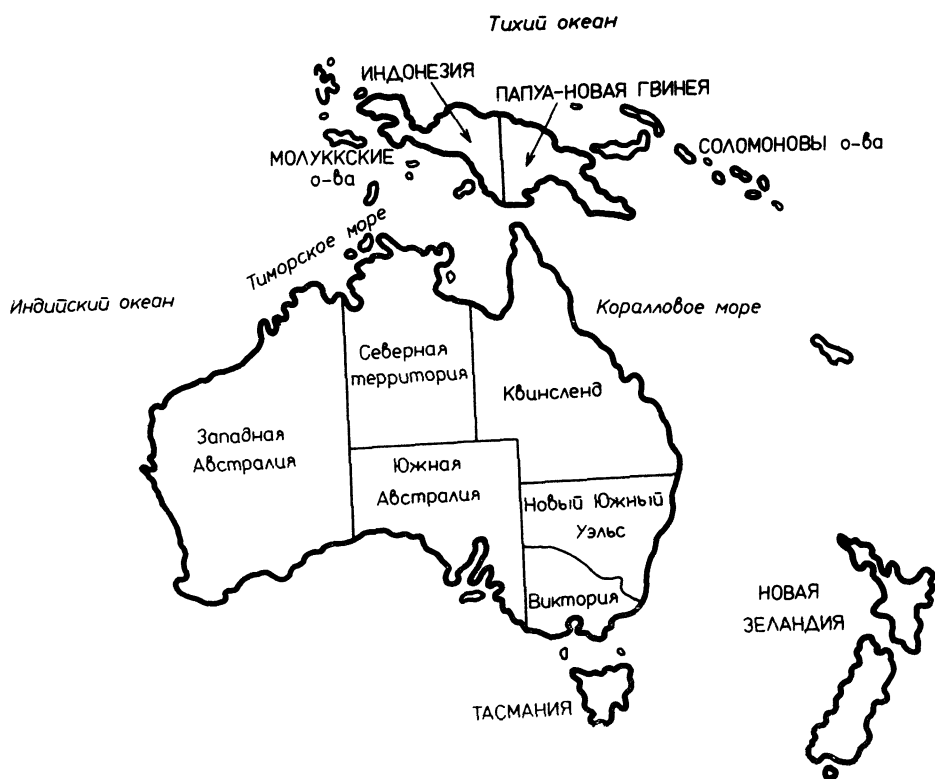 Тихий океан
ИНДОНЕЗИЯ
ПАПУА-НОВАЯ ГВИНЕЯ
МОЛУККСКИЕ
о-ва
СОЛОМОНОВЫ о-ва
Тиморское море
Индийский океан
Коралловое море
Северная
территория
Квинсленд
Западная
Австралия
Южная
Австралия
Новый Южный
Уэльс
Виктория
НОВАЯ
ЗЕЛАНДИЯ
ТАСМАНИЯ